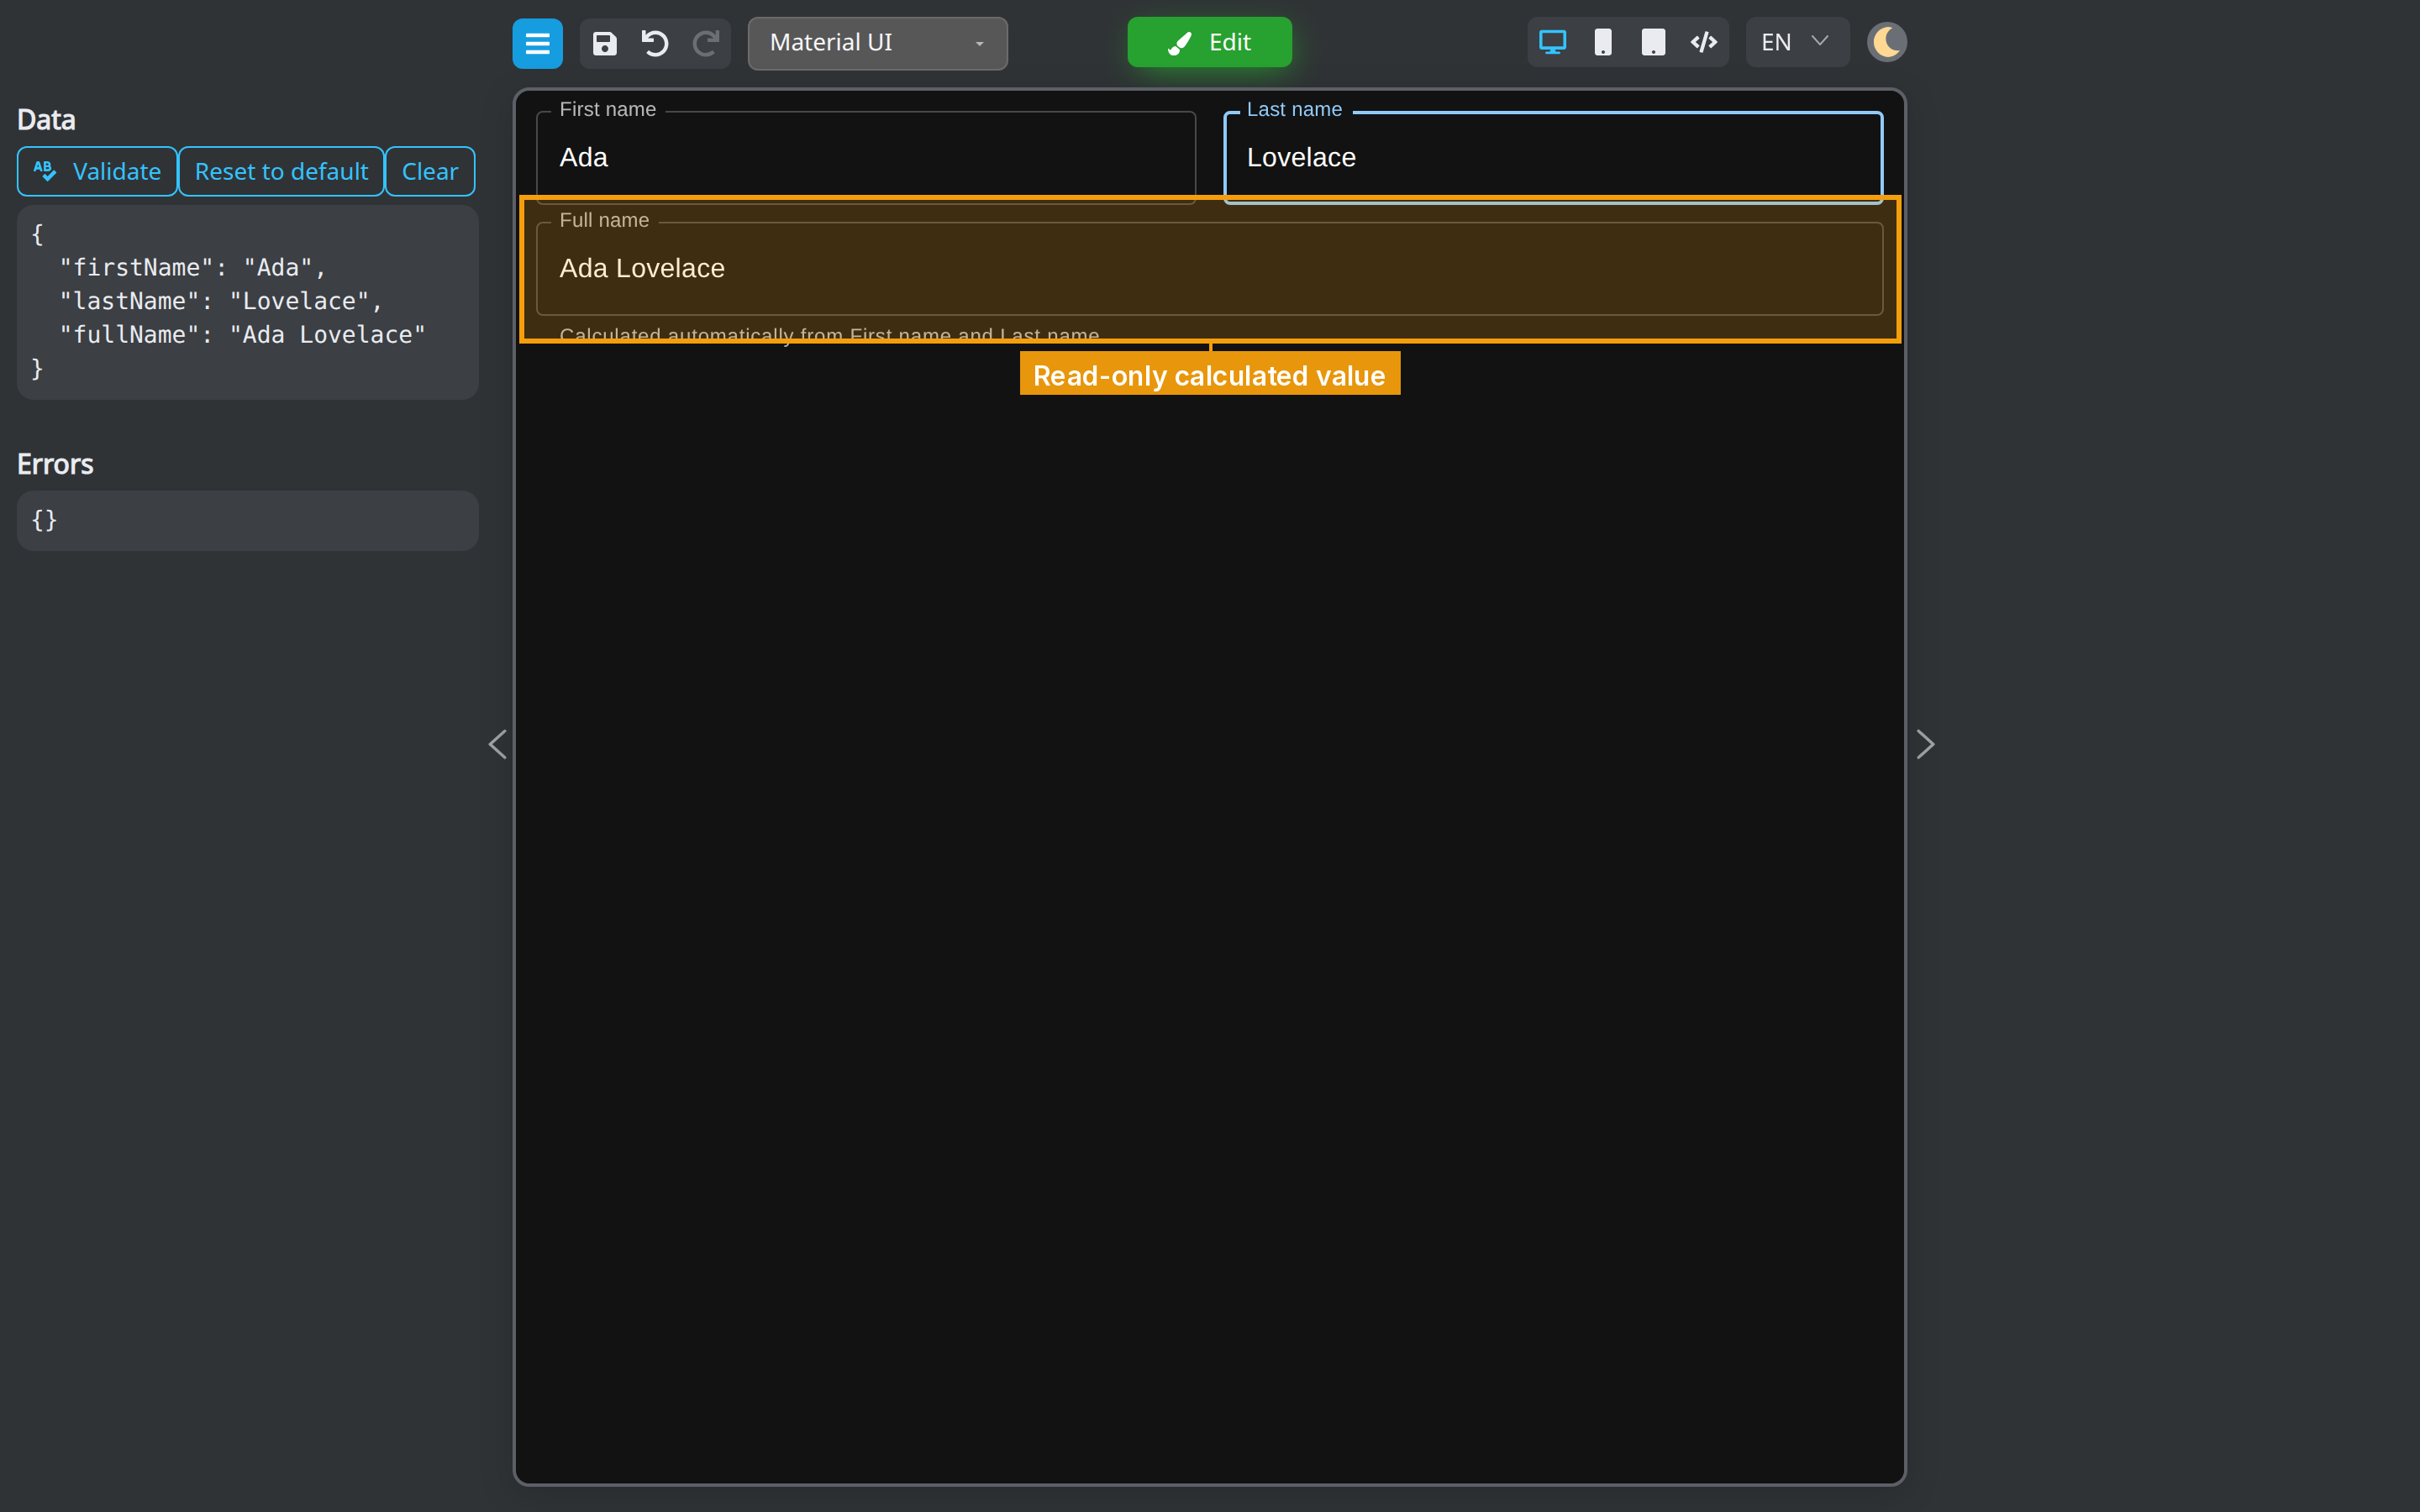 Material UI
Edit
EN
Data
Validate
Reset to default
Clear
{
"firstName": "Ada",
"lastName": "Lovelace",
"fullName": "Ada Lovelace"
}
Errors
{}
First name
Ada
Last name
Lovelace
Full name
Ada Lovelace
Calculated automatically from First name and Last name
Read-only calculated value